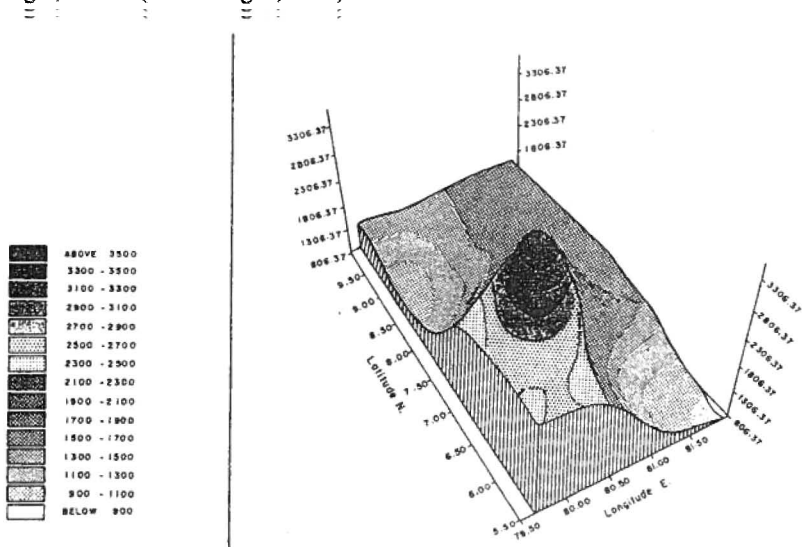 ABOVE 3500
3300 - 3500
3100 - 3300
2900 - 3100
2700 - 2900
2500 - 2700
2300 - 2500
2100 - 2300
1900 - 2100
1700 - 1900
1500 - 1700
1300 - 1500
1100 - 1300
900 - 1100
BELOW 900
3306.37
2806.37
2306.37
1806.37
3306.37
2806.37
2306.37
1806.37
1306.37
806.37
9.50
9.00
8.50
8.00
7.50
7.00
6.50
6.00
5.50
Latitude N.
79.50
80.00
80.50
81.00
81.50
Longitude E.
3306.37
2806.37
2306.37
1806.37
1306.37
806.37